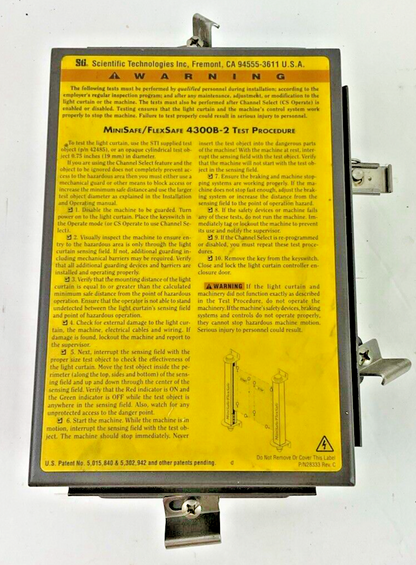 STi Scientific Technologies Inc, Fremont, CA 94555-3611 U.S.A.
WARNING
The following tests must be performed by qualified personnel during installation; according to the
employer's regular inspection program; and after any maintenance, adjustment, or modification to the
light curtain or the machine. The tests must also be performed after Channel Select (CS Operate) is
enabled or disabled. Testing ensures that the light curtain and the machine's control system work
properly to stop the machine. Failure to test properly could result in serious injury to personnel.
MINISAFE/FLEXSAFE 4300B-2 TEST PROCEDURE
To test the light curtain, use the STI supplied test
object (p/n 42485), or an opaque cylindrical test ob-
ject 0.75 inches (19 mm) in diameter
If you are using the Channel Select feature and the
object to be ignored does not completely prevent ac-
cess to the hazardous area then you must either use a
mechanical guard or other means to block access or
increase the minimum safe distance and use the larger
test object diameter as explained in the Installation
and Operating manual.
1. Disable the machine to be guarded. Turn
power on to the light curtain. Place the keyswitch in
the Operate mode (or CS Operate to use Channel Se-
lect).
2. Visually inspect the machine to ensure en-
try to the hazardous area is only through the light
curtain sensing field. If not, additional guarding in-
cluding mechanical barriers may be required. Verify
that all additional guarding devices and barriers are
installed and operating properly.
3. Verify that the mounting distance of the light
curtain is equal to or greater than the calculated
minimum safe distance from the point of hazardous
operation. Ensure that the operator is not able to stand
undetected between the light curtain's sensing field
and point of hazardous operation.
4. Check for external damage to the light cur-
tain, the machine, electrical cables and wiring. If
damage is found, lockout the machine and report to
the supervisor.
5. Next, interrupt the sensing field with the
proper size test object to check the effectiveness of
the light curtain. Move the test object inside the pe-
rimeter (along the top, sides and bottom) of the sens-
ing field and up and down through the center of the
sensing field. Verify that the Red indicator is ON and
the Green indicator is OFF while the test object is
anywhere in the sensing field. Also, watch for any
unprotected access to the danger point.
6. Start the machine. While the machine is in
motion, interrupt the sensing field with the test ob-
ject. The machine should stop immediately. Never
insert the test object into the dangerous parts
of the machine! With the machine at rest, inter-
rupt the sensing field with the test object. Verify
that the machine will not start with the test ob-
ject in the sensing field.
7. Ensure the braking and machine stop-
ping systems are working properly. If the ma-
chine does not stop fast enough, adjust the brak-
ing system or increase the distance from the
sensing field to the point of operation hazard.
8. If the safety devices or machine fails
any of these tests, do not run the machine. Im-
mediately tag or lockout the machine to prevent
its use and notify the supervisor.
9. If the Channel Select is re-programmed
or disabled, you must repeat these test proce-
dures.
10. Remove the key from the keyswitch.
Close and lock the light curtain controller en-
closure door.
WARNING If the light curtain and
machinery did not function exactly as described
in the Test Procedure, do not operate the
machinery. If the machine's safety devices, braking
systems and controls do not operate properly,
they cannot stop hazardous machine motion.
Serious injury to personnel could result.
U.S. Patent No. 5,015,840 & 5,302,942 and other patents pending.
Do Not Remove Or Cover This Label
P/N28333 Rev. C